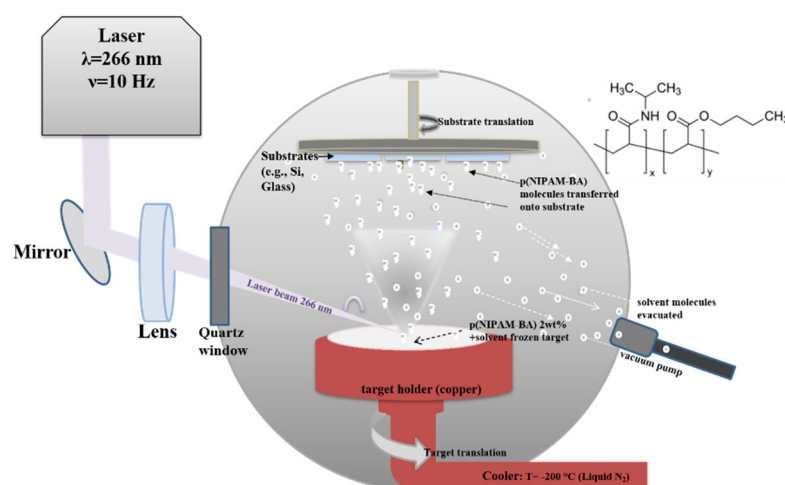 Laser
λ=266 nm
ν=10 Hz
Mirror
Lens
Quartz
window
Laser beam 266 nm
Substrate translation
Substrates
(e.g., Si,
Glass)
p(NIPAM-BA)
molecules transferred
onto substrate
solvent molecules
evacuated
vacuum pump
p(NIPAM-BA) 2wt%
+solvent frozen target
target holder (copper)
Target translation
Cooler: T= -200 °C (Liquid N₂)
H₃C
CH₃
O
NH
O
O
CH₃
x
y